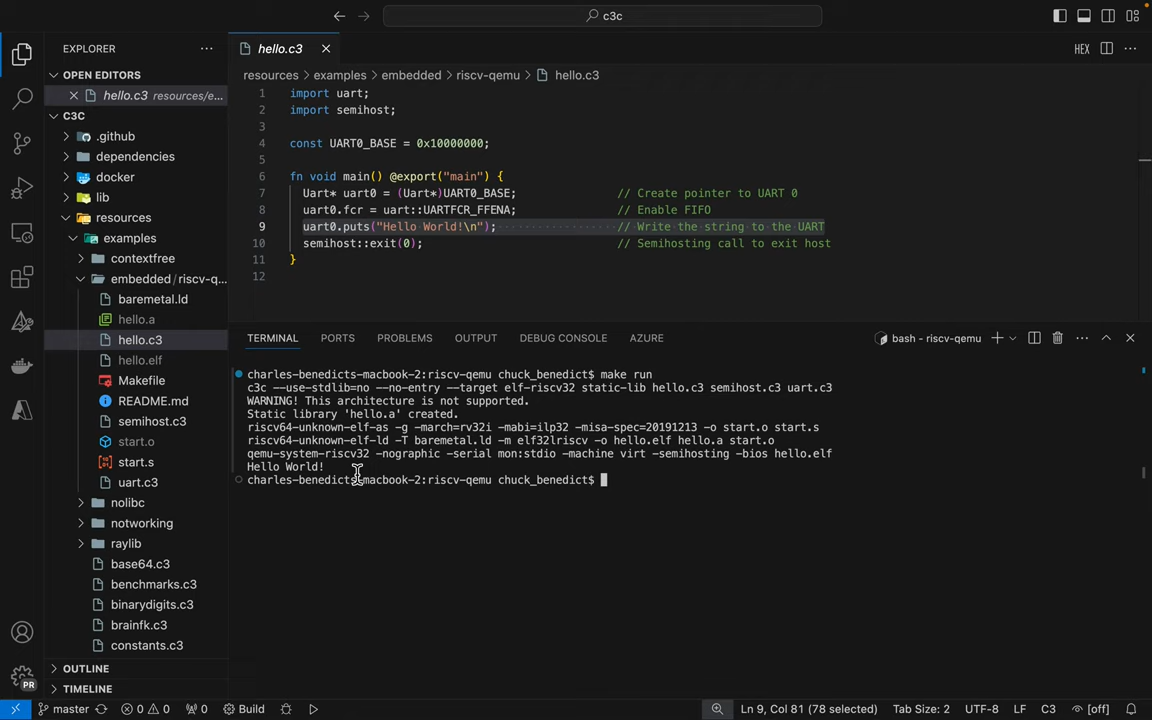 c3c
EXPLORER
OPEN EDITORS
hello.c3 resources/e...
C3C
.github
dependencies
docker
lib
resources
examples
contextfree
embedded/riscv-q...
baremetal.ld
hello.a
hello.c3
hello.elf
Makefile
README.md
semihost.c3
start.o
start.s
uart.c3
nolibc
notworking
raylib
base64.c3
benchmarks.c3
binarydigits.c3
brainfk.c3
constants.c3
OUTLINE
TIMELINE
PR
hello.c3
HEX
resources > examples > embedded > riscv-qemu > hello.c3
1 import uart;
2 import semihost;
3
4 const UART0_BASE = 0x10000000;
5
6 fn void main() @export("main") {
7 Uart* uart0 = (Uart*)UART0_BASE; // Create pointer to UART 0
8 uart0.fcr = uart::UARTFCR_FFENA; // Enable FIFO
9 uart0.puts("Hello World!\n"); // Write the string to the UART
10 semihost::exit(0); // Semihosting call to exit host
11 }
12
TERMINAL PORTS PROBLEMS OUTPUT DEBUG CONSOLE AZURE
bash - riscv-qemu
charles-benedicts-macbook-2:riscv-qemu chuck_benedict$ make run
c3c --use-stdlib=no --no-entry --target elf-riscv32 static-lib hello.c3 semihost.c3 uart.c3
WARNING! This architecture is not supported.
Static library 'hello.a' created.
riscv64-unknown-elf-as -g -march=rv32i -mabi=ilp32 -misa-spec=20191213 -o start.o start.s
riscv64-unknown-elf-ld -T baremetal.ld -m elf32lriscv -o hello.elf hello.a start.o
qemu-system-riscv32 -nographic -serial mon:stdio -machine virt -semihosting -bios hello.elf
Hello World!
charles-benedicts-macbook-2:riscv-qemu chuck_benedict$
master 0 0 0 Build Ln 9, Col 81 (78 selected) Tab Size: 2 UTF-8 LF C3 [off]